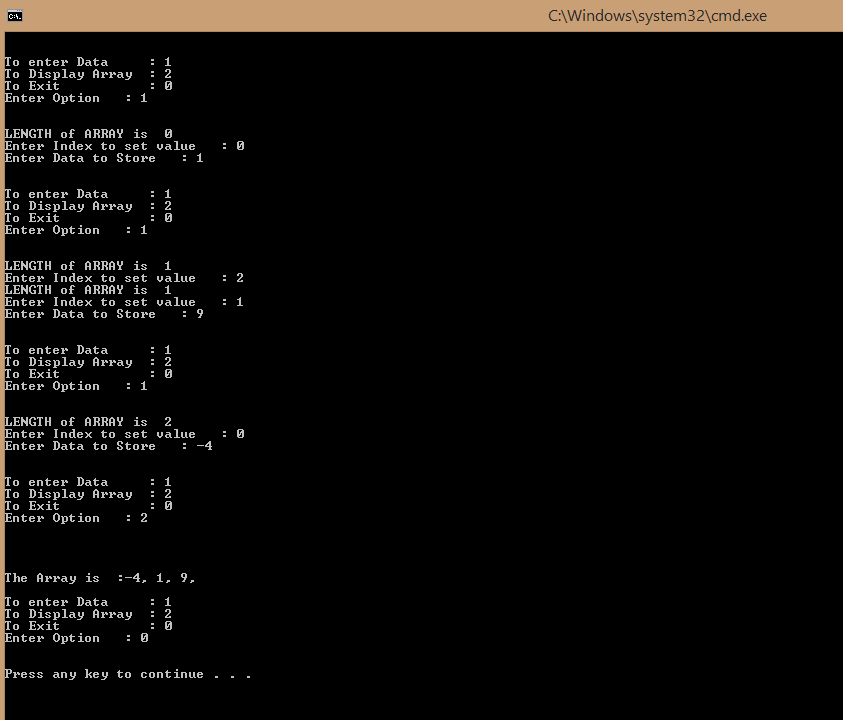 C:\Windows\system32\cmd.exe
C:\.
To enter Data     : 1
To Display Array  : 2
To Exit           : 0
Enter Option   : 1
LENGTH of ARRAY is  0
Enter Index to set value   : 0
Enter Data to Store   : 1
To enter Data     : 1
To Display Array  : 2
To Exit           : 0
Enter Option   : 1
LENGTH of ARRAY is  1
Enter Index to set value   : 2
LENGTH of ARRAY is  1
Enter Index to set value   : 1
Enter Data to Store   : 9
To enter Data     : 1
To Display Array  : 2
To Exit           : 0
Enter Option   : 1
LENGTH of ARRAY is  2
Enter Index to set value   : 0
Enter Data to Store   : -4
To enter Data     : 1
To Display Array  : 2
To Exit           : 0
Enter Option   : 2
The Array is  :-4, 1, 9,
To enter Data     : 1
To Display Array  : 2
To Exit           : 0
Enter Option   : 0
Press any key to continue . . .